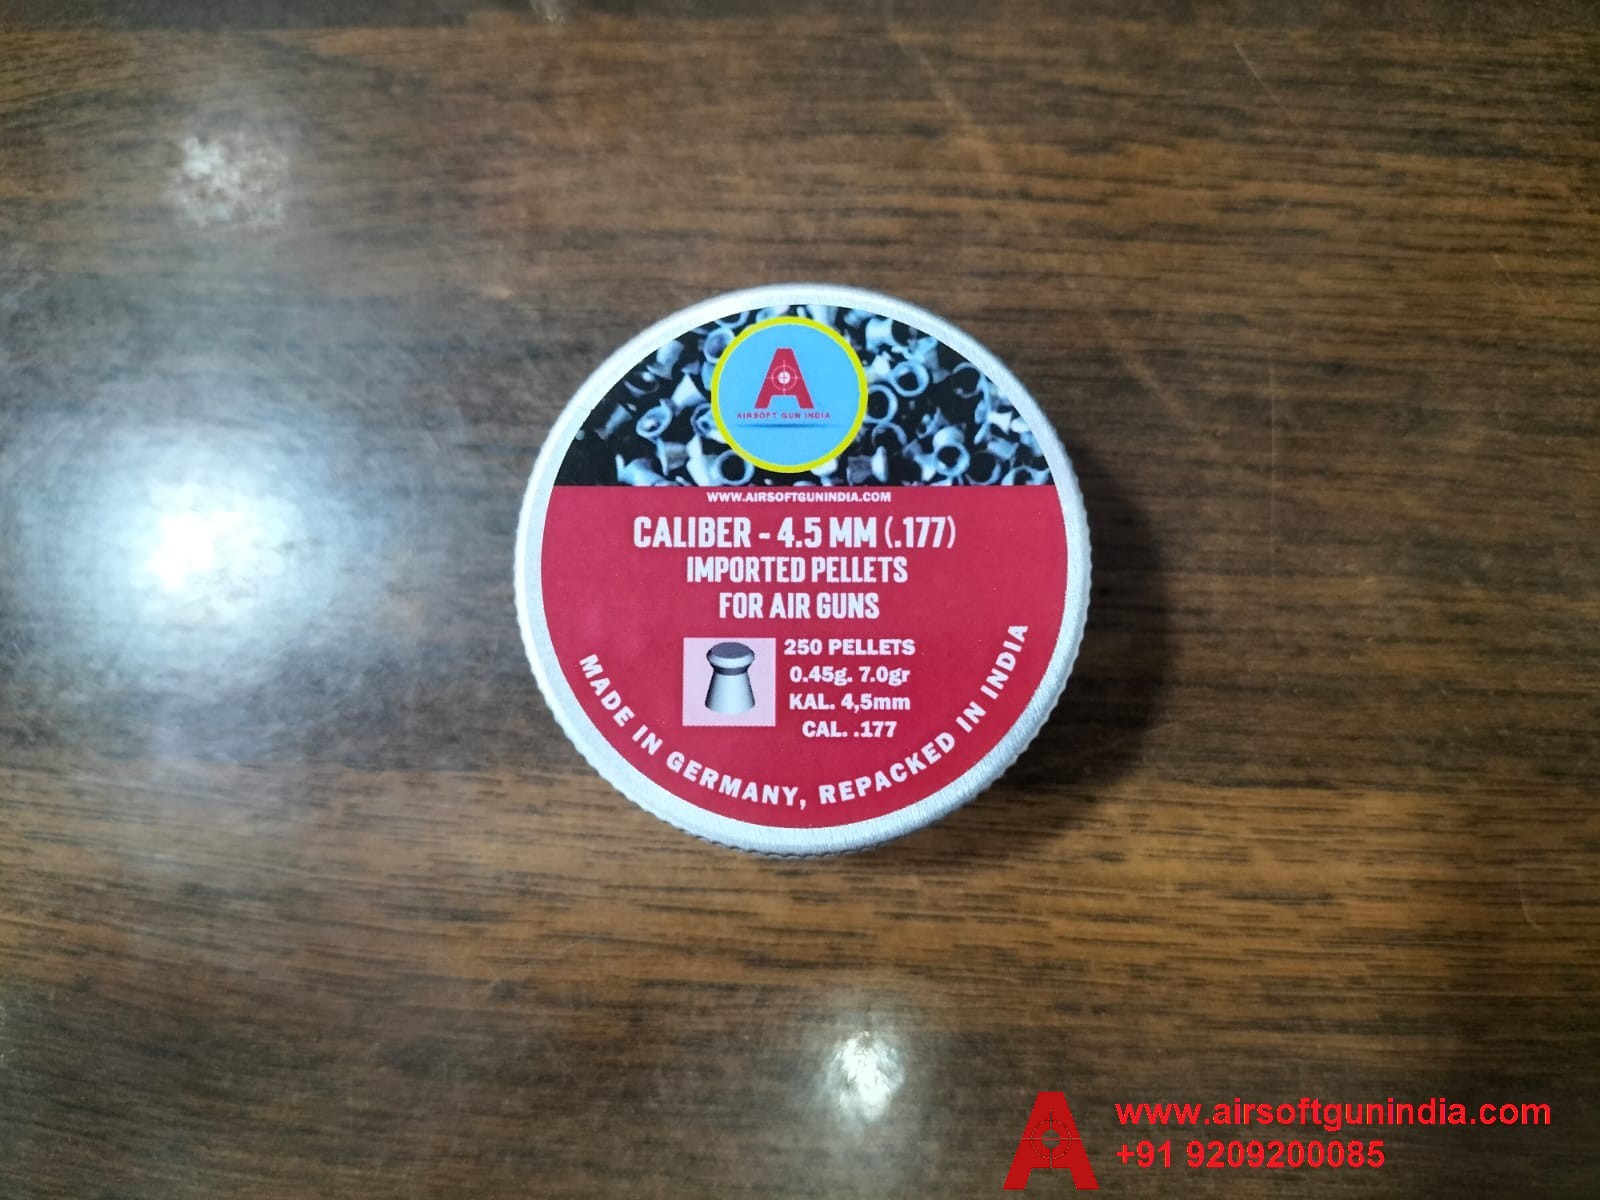 A
AIRSOFT GUN INDIA
WWW.AIRSOFTGUNINDIA.COM
CALIBER - 4.5 MM (.177)
IMPORTED PELLETS
FOR AIR GUNS
250 PELLETS
0.45g. 7.0gr
KAL. 4,5mm
CAL. .177
MADE IN GERMANY, REPACKED IN INDIA
A
www.airsoftgunindia.com
+91 9209200085